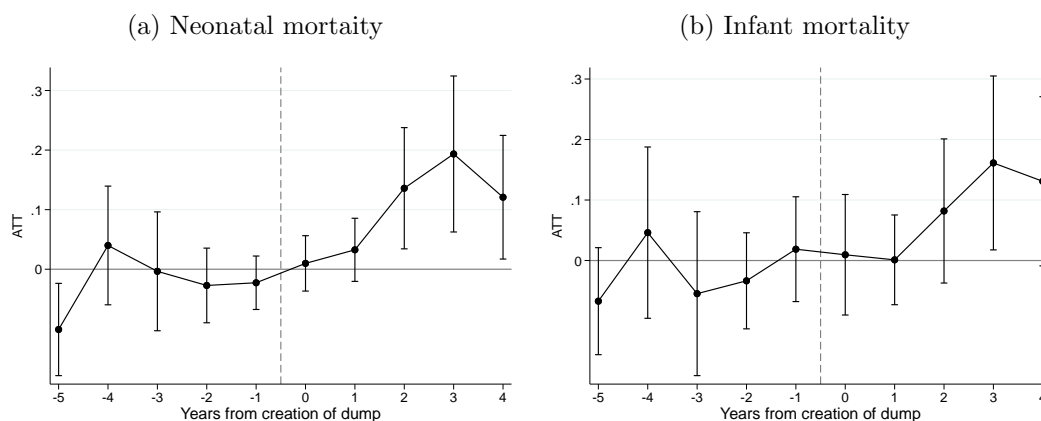 (a) Neonatal mortaity
.3
.2
.1
0
ATT
-5 -4 -3 -2 -1 0 1 2 3 4
Years from creation of dump
(b) Infant mortality
.3
.2
.1
0
ATT
-5 -4 -3 -2 -1 0 1 2 3 4
Years from creation of dump